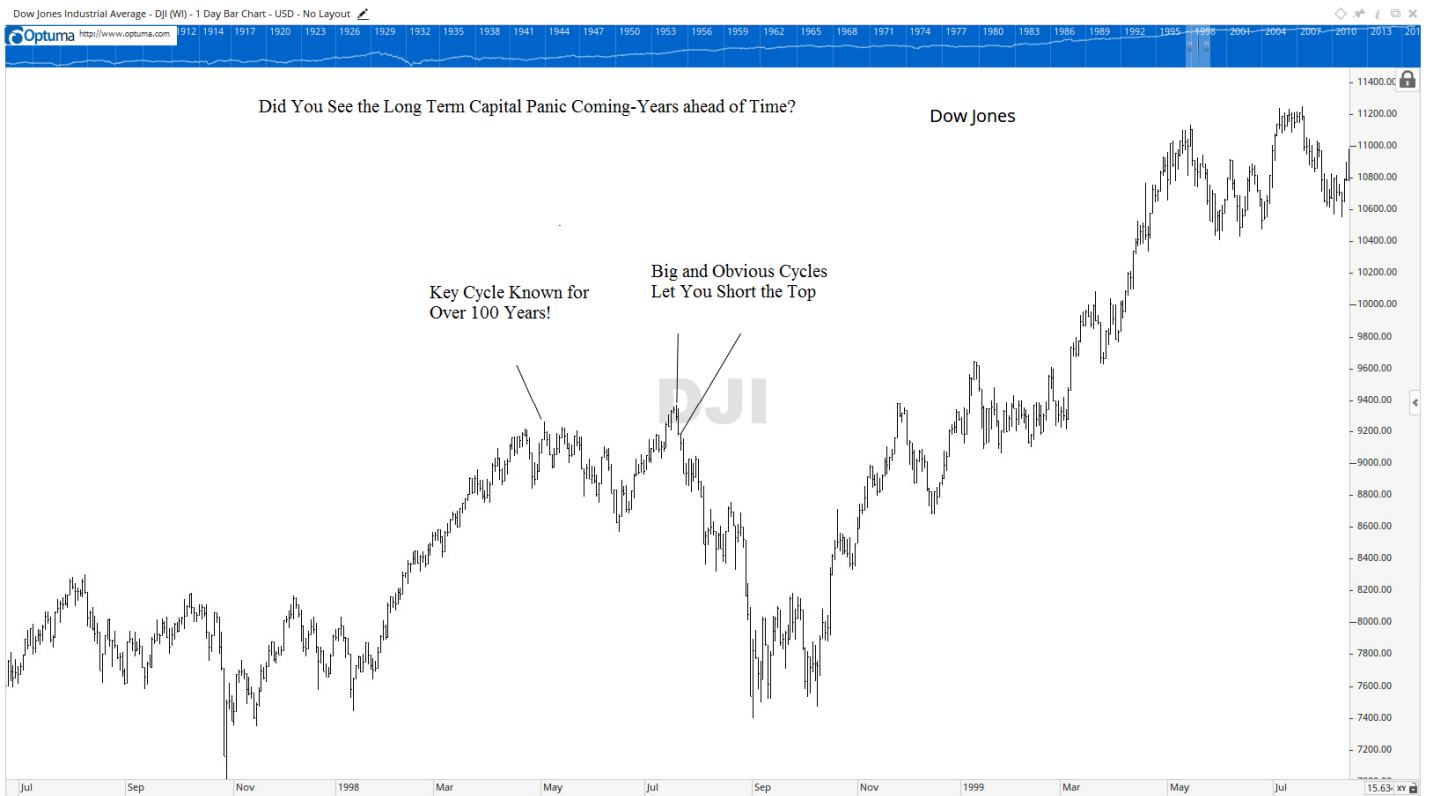 Dow Jones Industrial Average - DJI (WI) - 1 Day Bar Chart - USD - No Layout
Optuma http://www.optuma.com
1912 1914 1917 1920 1923 1926 1929 1932 1935 1938 1941 1944 1947 1950 1953 1956 1959 1962 1965 1968 1971 1974 1977 1980 1983 1986 1989 1992 1995 1998 2001 2004 2007 2010 2013 201
Did You See the Long Term Capital Panic Coming-Years ahead of Time?
Dow Jones
Big and Obvious Cycles
Let You Short the Top
Key Cycle Known for
Over 100 Years!
DJI
11400.00
11200.00
11000.00
10800.00
10600.00
10400.00
10200.00
10000.00
9800.00
9600.00
9400.00
9200.00
9000.00
8800.00
8600.00
8400.00
8200.00
8000.00
7800.00
7600.00
7400.00
7200.00
Jul Sep Nov 1998 Mar May Jul Sep Nov 1999 Mar May Jul
15.634 XY